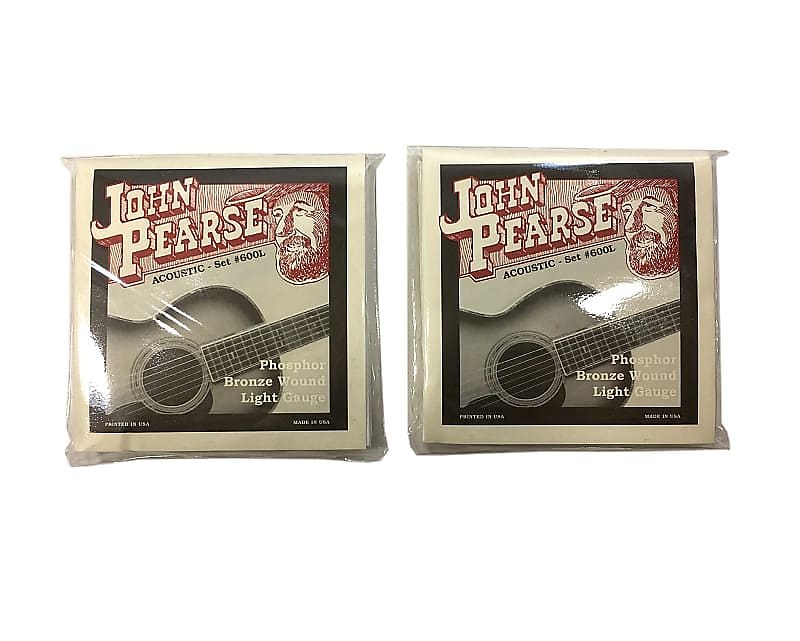 JOHN
PEARSE
ACOUSTIC - Set #600L
Phosphor
Bronze Wound
Light Gauge
PRINTED IN USA
MADE IN USA
JOHN
PEARSE
ACOUSTIC - Set #600L
Phosphor
Bronze Wound
Light Gauge
PRINTED IN USA
MADE IN USA